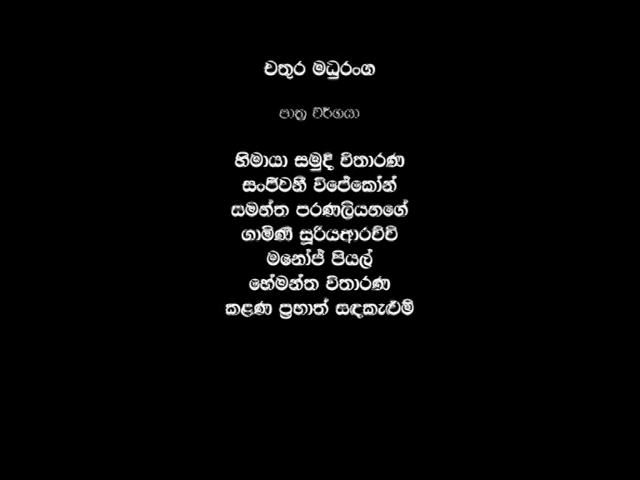 චතුර මධුරංග
පාත්‍ර වර්ගයා
හිමායා සමුදි විතාරණ
සංජීවනී විජේකෝන්
සමන්ත පරණලියනගේ
ගාමිණී සූරියආරච්චි
මනෝජ් පියල්
හේමන්ත විතාරණ
කළණ ප්‍රභාත් සඳකැළුම්